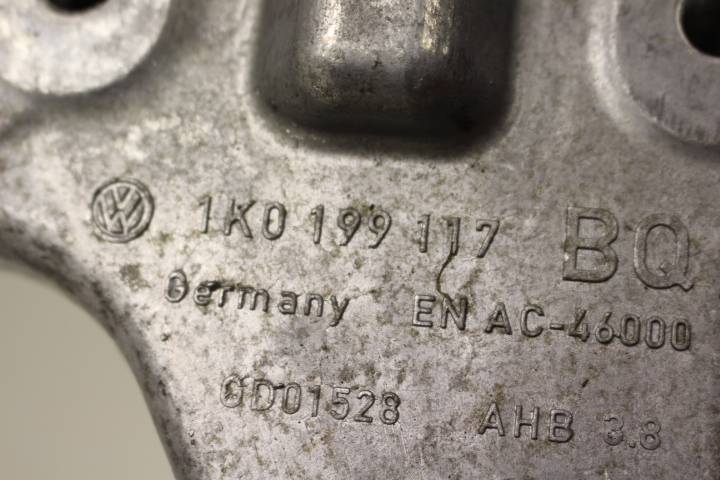 1K0 199 117 BQ
Germany EN AC-46000
GD01528 AHB 3.8